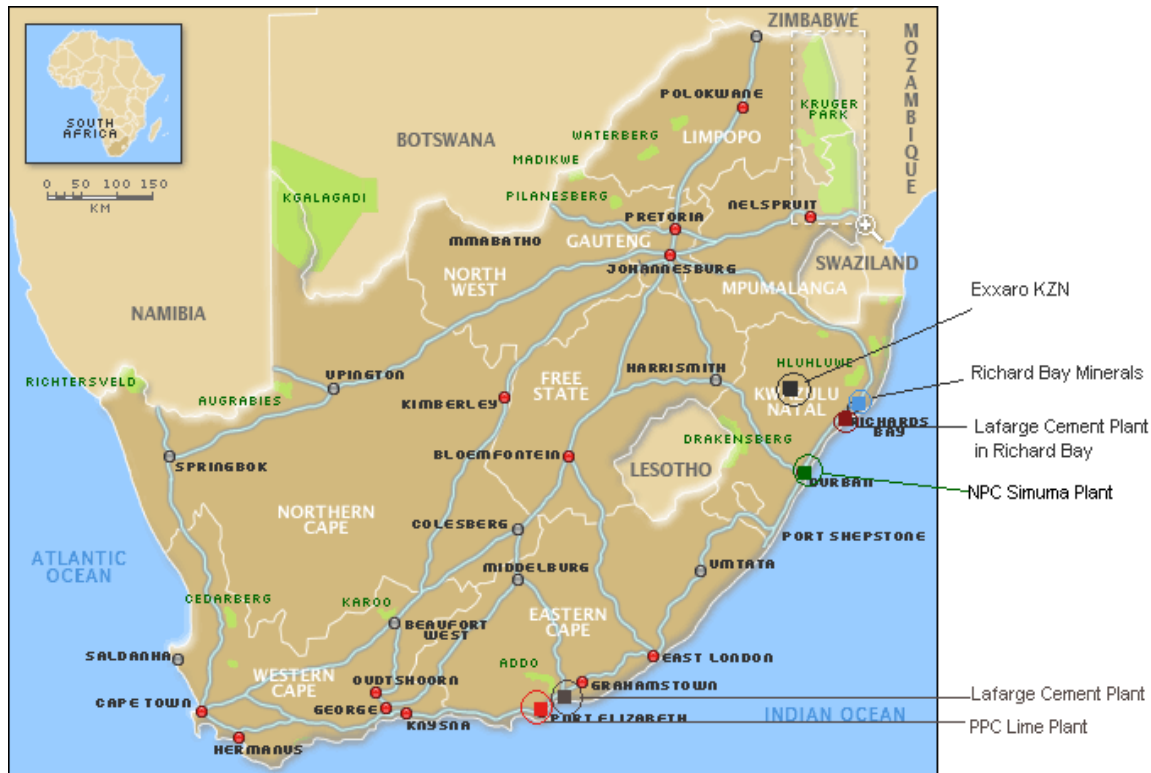 ZIMBABWE
MOZAMBIQUE
POLOKWANE
KRUGER
PARK
SOUTH
AFRICA
WATERBERG
LIMPOPO
BOTSWANA
MADIKWE
0 50 100 150
KM
KGALAGADI
PILANESBERG
NELSPRUIT
PRETORIA
MMABATHO
GAUTENG
JOHANNESBURG
SWAZILAND
NORTH
WEST
MPUMALANGA
Exxaro KZN
NAMIBIA
HLUHLUWE
HARRISMITH
UPINGTON
FREE
STATE
Richard Bay Minerals
RICHTERSVELD
AUGRABIES
KWAZULU
NATAL
KIMBERLEY
RICHARDS
BAY
Lafarge Cement Plant
in Richard Bay
DRAKENSBERG
BLOEMFONTEIN
SPRINGBOK
LESOTHO
DURBAN
NPC Simuma Plant
NORTHERN
CAPE
COLESBERG
PORT SHEPSTONE
ATLANTIC
OCEAN
MIDDELBURG
UMTATA
CEDARBERG
KAROO
EASTERN
CAPE
BEAUFORT
WEST
SALDANHA
EAST LONDON
ADDO
WESTERN
CAPE
OUDTSHOORN
GRAHAMSTOWN
Lafarge Cement Plant
CAPE TOWN
GEORGE
PORT ELIZABETH
INDIAN OCEAN
KNYSNA
PPC Lime Plant
HERMANUS